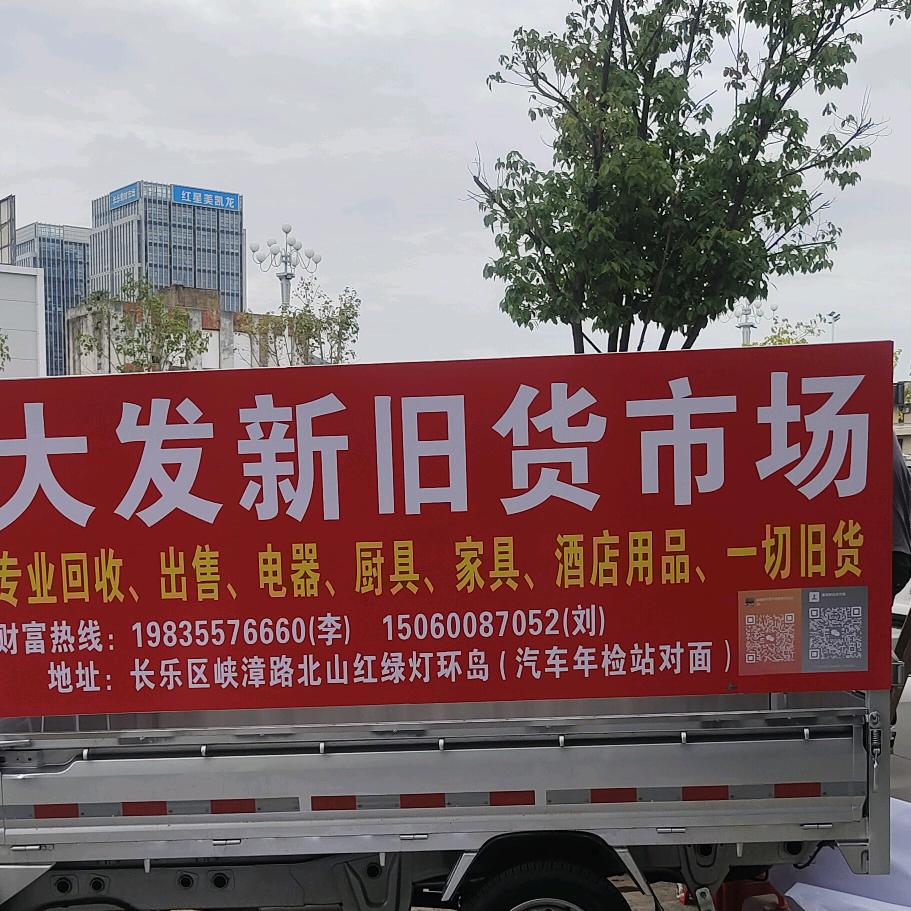 红星美凯龙
大发新旧货市场
专业回收、出售、电器、厨具、家具、酒店用品、一切旧货
财富热线：19835576660(李) 15060087052(刘)
地址：长乐区峡漳路北山红绿灯环岛(汽车年检站对面)